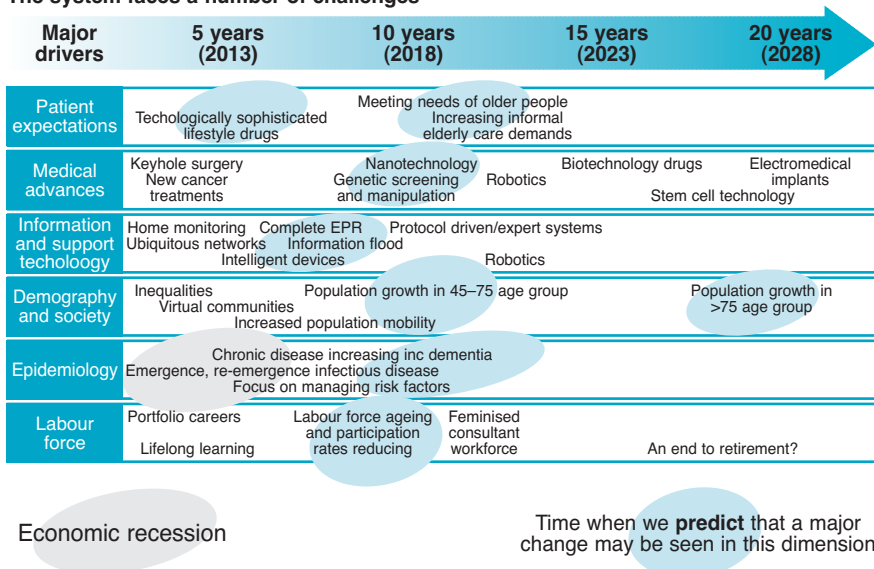 The system faces a number of challenges
Major
drivers
5 years
(2013)
10 years
(2018)
15 years
(2023)
20 years
(2028)
Patient
expectations
Techologically sophisticated
lifestyle drugs
Meeting needs of older people
Increasing informal
elderly care demands
Medical
advances
Keyhole surgery
New cancer
treatments
Nanotechnology
Genetic screening
and manipulation
Robotics
Biotechnology drugs
Stem cell technology
Electromedical
implants
Information
and support
techoloogy
Home monitoring
Complete EPR
Protocol driven/expert systems
Ubiquitous networks
Information flood
Intelligent devices
Robotics
Demography
and society
Inequalities
Virtual communities
Increased population mobility
Population growth in 45–75 age group
Population growth in
>75 age group
Epidemiology
Chronic disease increasing inc dementia
Emergence, re-emergence infectious disease
Focus on managing risk factors
Labour
force
Portfolio careers
Lifelong learning
Labour force ageing
and participation
rates reducing
Feminised
consultant
workforce
An end to retirement?
Economic recession
Time when we predict that a major
change may be seen in this dimension